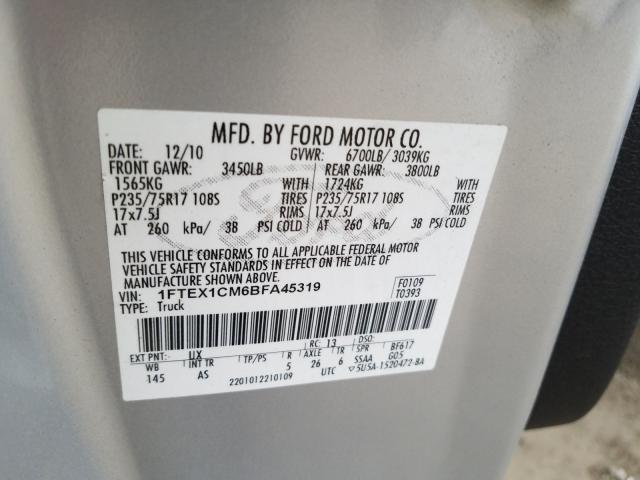 MFD. BY FORD MOTOR CO.
DATE: 12/10 GVWR: 6700LB/ 3039KG
FRONT GAWR: 3450LB REAR GAWR: 3800LB
1565KG WITH 1724KG WITH
P235/75R17 108S TIRES P235/75R17 108S TIRES
17x7.5J RIMS 17x7.5J RIMS
AT 260 kPa/ 38 PSI COLD AT 260 kPa/ 38 PSI COLD
THIS VEHICLE CONFORMS TO ALL APPLICABLE FEDERAL MOTOR
VEHICLE SAFETY STANDARDS IN EFFECT ON THE DATE OF
MANUFACTURE SHOWN ABOVE.
VIN: 1FTEX1CM6BFA45319 F0109
TYPE: Truck T0393
RC: 13 DSO:
EXT PNT: UX BF617
WB INT TR TP/PS R AXLE TR SPR G05
145 AS 5 26 6 SSAA
2201012210109 UTC 5U5A-1520472-BA